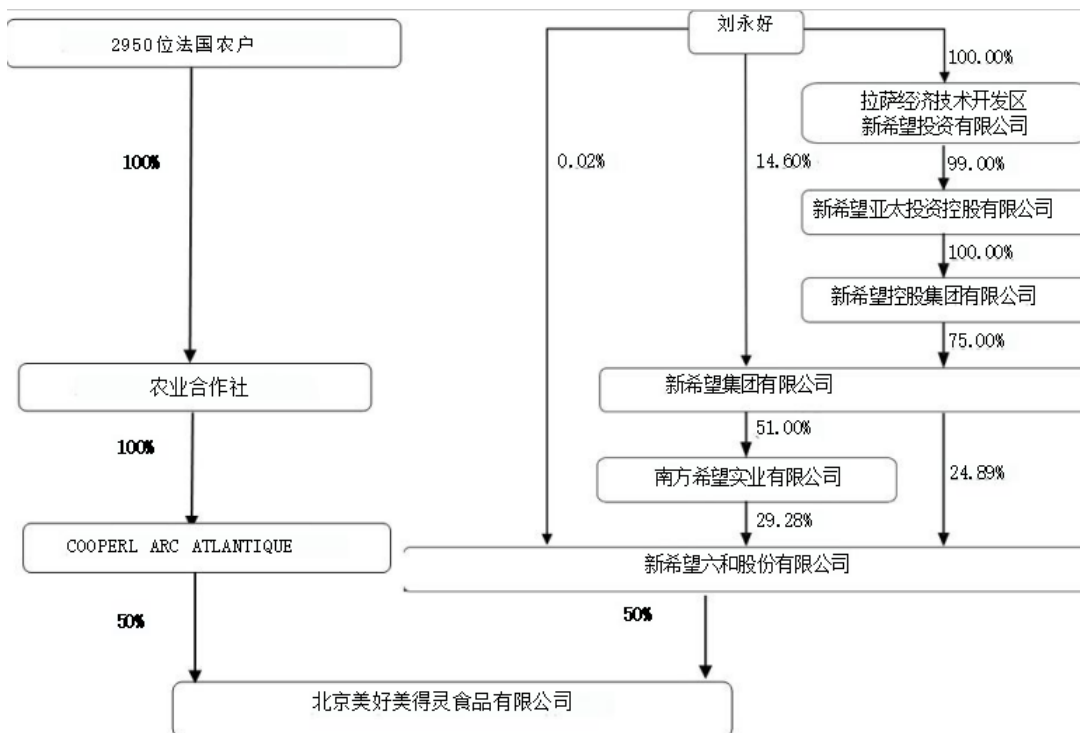 2950位法国农户
刘永好
100.00%
拉萨经济技术开发区
新希望投资有限公司
100%
0.02%
14.60%
99.00%
新希望亚太投资控股有限公司
100.00%
新希望控股集团有限公司
75.00%
农业合作社
新希望集团有限公司
51.00%
100%
南方希望实业有限公司
24.89%
29.28%
COOPERL ARC ATLANTIQUE
新希望六和股份有限公司
50%
50%
北京美好美得灵食品有限公司